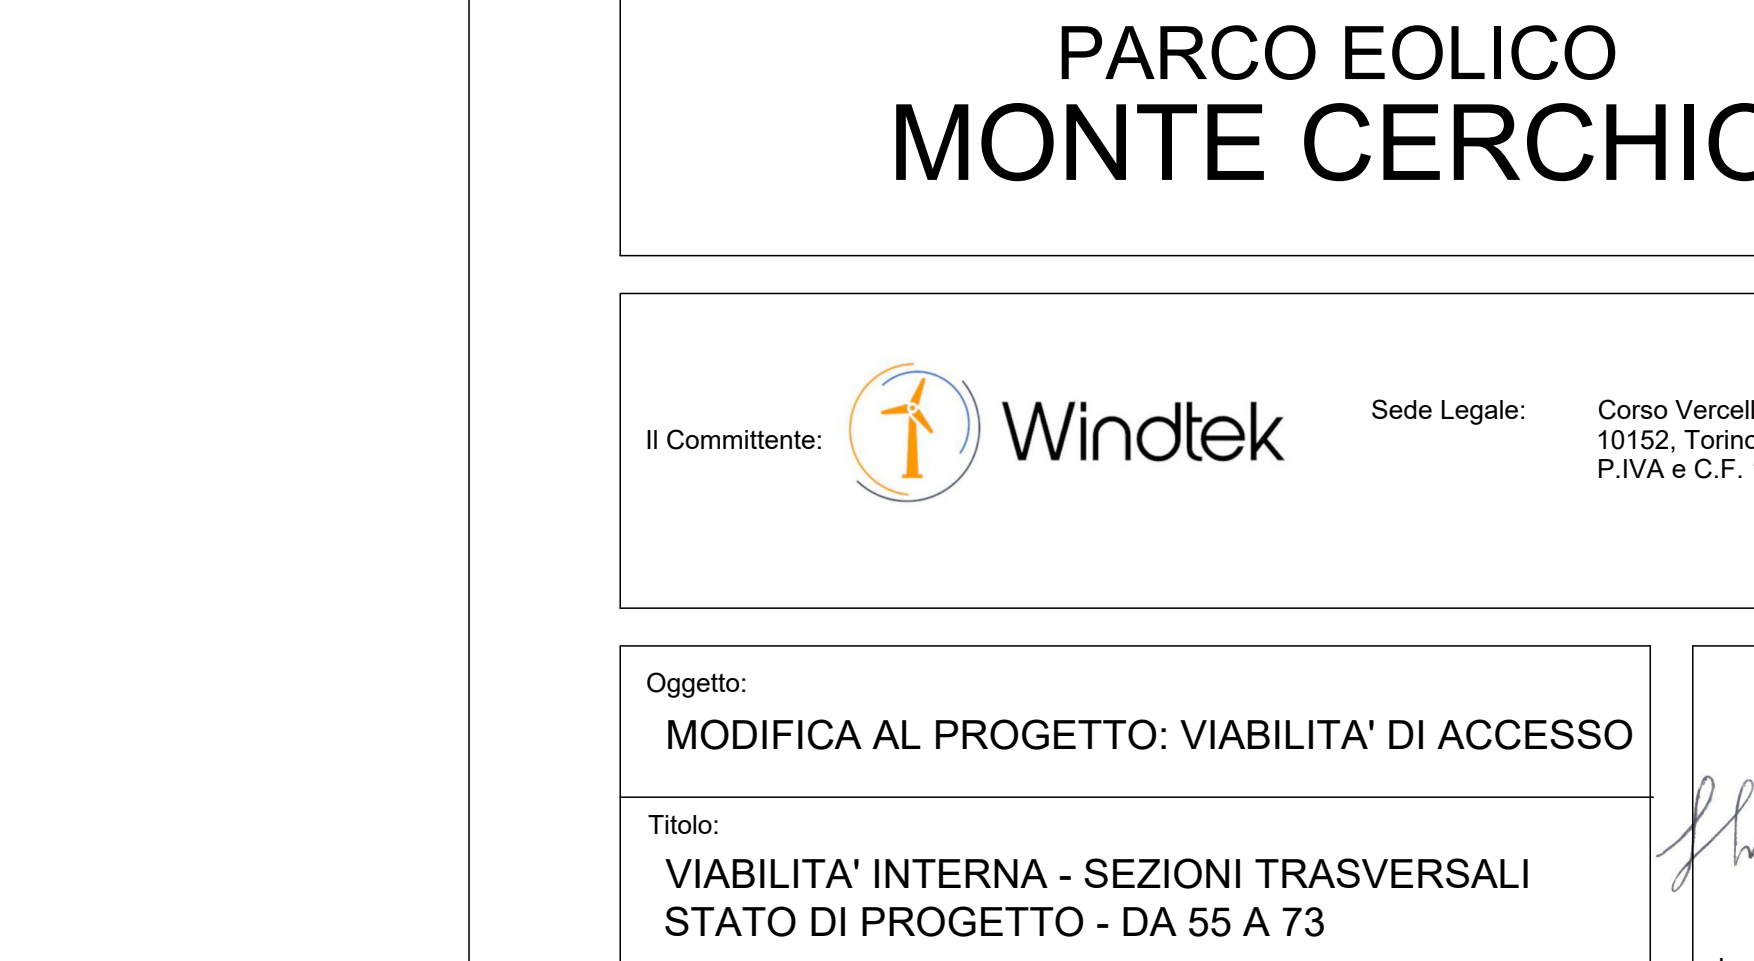 PARCO EOLICO
MONTE CERCHIO
Il Committente:
Windtek
Sede Legale:
Corso Vercell
10152, Torino
P.IVA e C.F.
Oggetto:
MODIFICA AL PROGETTO: VIABILITA' DI ACCESSO
Titolo:
VIABILITA' INTERNA - SEZIONI TRASVERSALI
STATO DI PROGETTO - DA 55 A 73